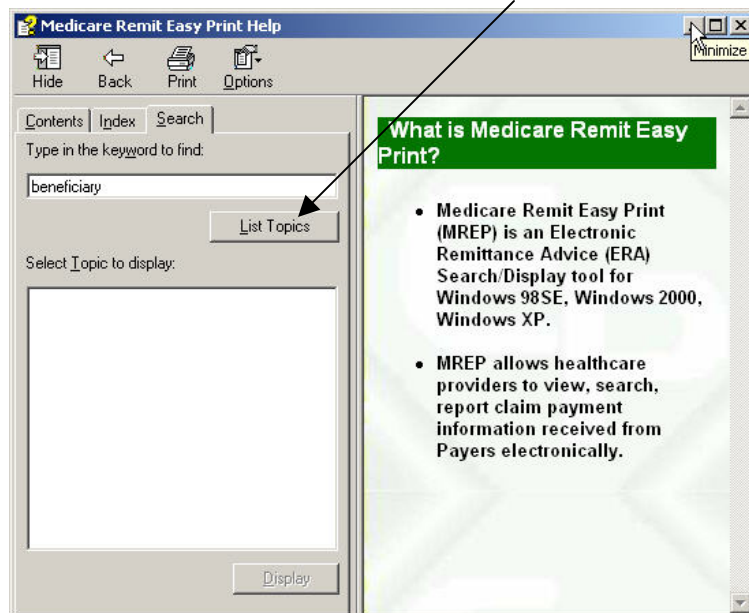 Medicare Remit Easy Print Help
Minimize
Hide Back Print Options
Contents Index Search
Type in the keyword to find:
beneficiary
List Topics
Select Topic to display:
Display
What is Medicare Remit Easy
Print?
• Medicare Remit Easy Print
(MREP) is an Electronic
Remittance Advice (ERA)
Search/Display tool for
Windows 98SE, Windows 2000,
Windows XP.
• MREP allows healthcare
providers to view, search,
report claim payment
information received from
Payers electronically.